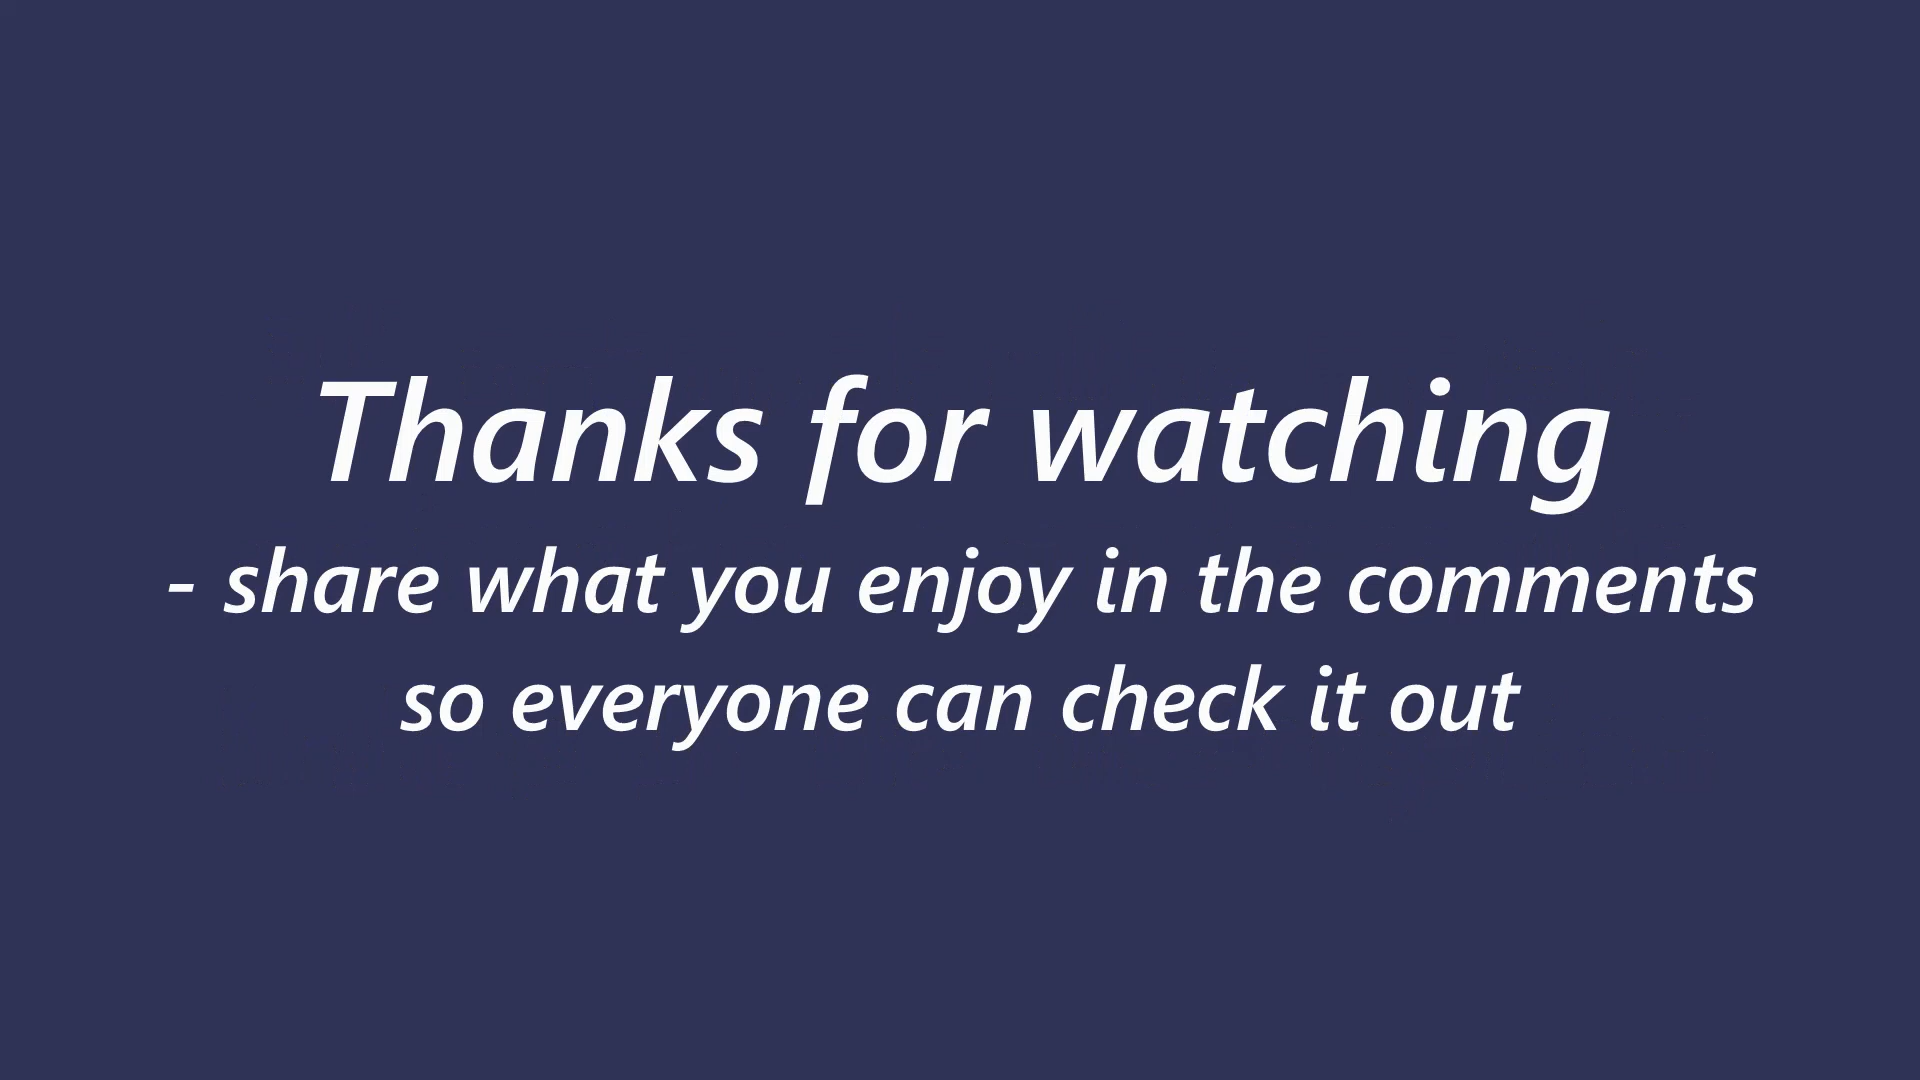 Thanks for watching
- share what you enjoy in the comments
so everyone can check it out